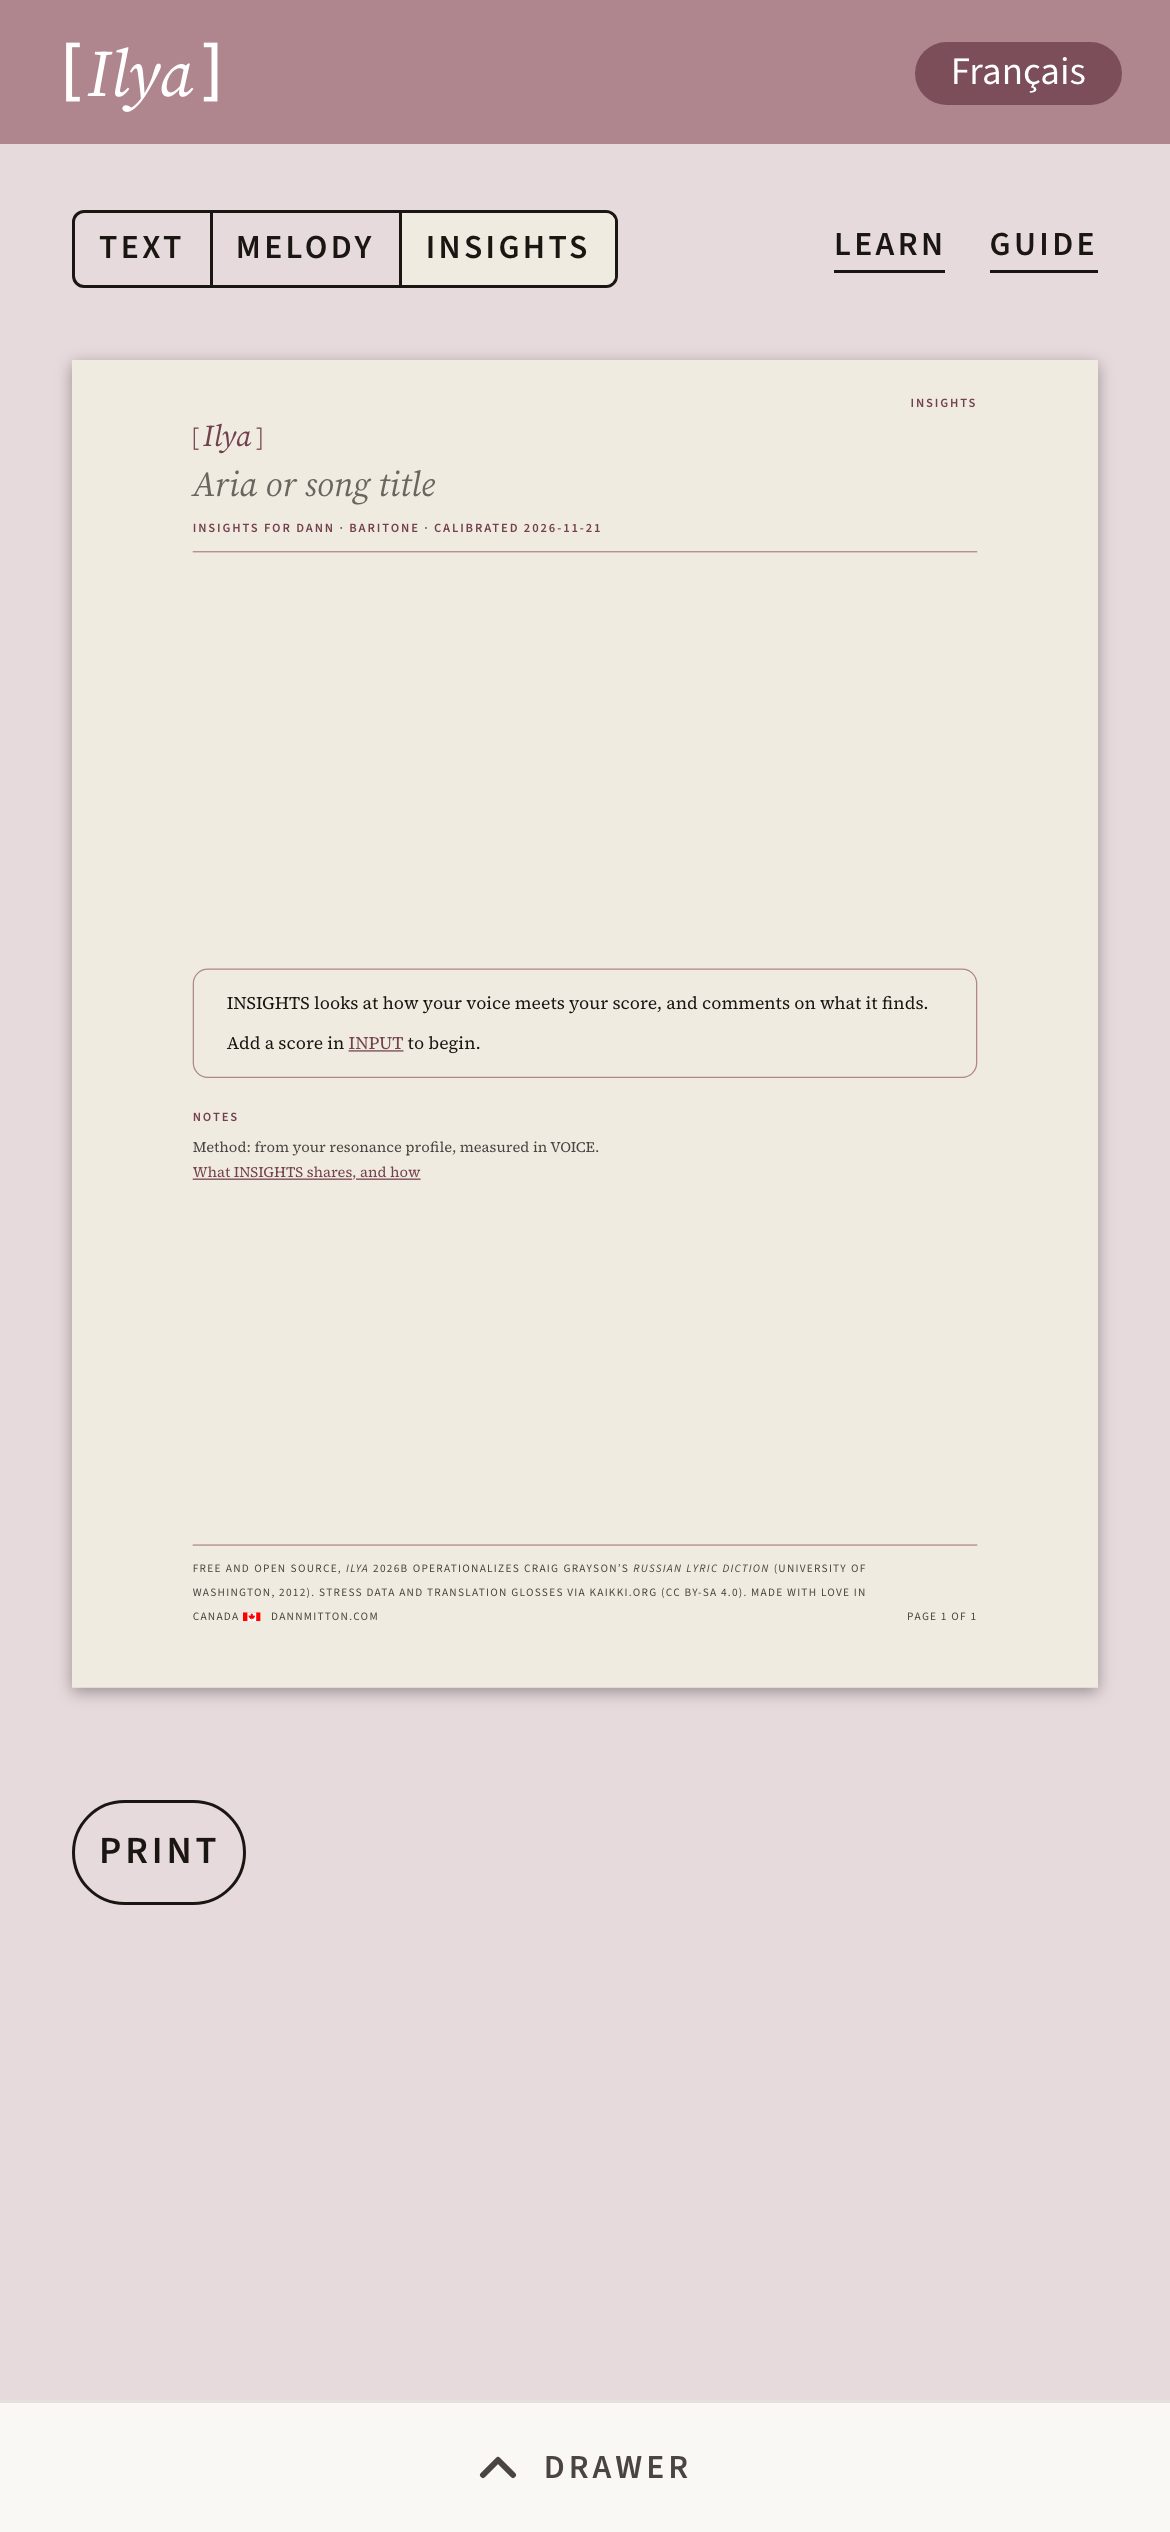 [Ilya]
Français
TEXT MELODY INSIGHTS
LEARN GUIDE
INSIGHTS
[Ilya]
Aria or song title
INSIGHTS FOR DANN · BARITONE · CALIBRATED 2026-11-21
INSIGHTS looks at how your voice meets your score, and comments on what it finds.
Add a score in INPUT to begin.
NOTES
Method: from your resonance profile, measured in VOICE.
What INSIGHTS shares, and how
FREE AND OPEN SOURCE, ILYA 2026B OPERATIONALIZES CRAIG GRAYSON’S RUSSIAN LYRIC DICTION (UNIVERSITY OF
WASHINGTON, 2012). STRESS DATA AND TRANSLATION GLOSSES VIA KAIKKI.ORG (CC BY-SA 4.0). MADE WITH LOVE IN
CANADA 🇨🇦 DANNMITTON.COM
PAGE 1 OF 1
PRINT
DRAWER